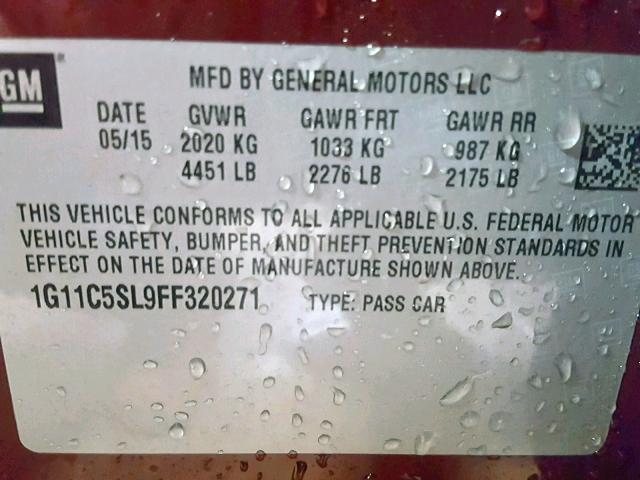 GM
MFD BY GENERAL MOTORS LLC
DATE GVWR GAWR FRT GAWR RR
05/15 2020 KG 1033 KG 987 KG
4451 LB 2276 LB 2175 LB
THIS VEHICLE CONFORMS TO ALL APPLICABLE U.S. FEDERAL MOTOR
VEHICLE SAFETY, BUMPER, AND THEFT PREVENTION STANDARDS IN
EFFECT ON THE DATE OF MANUFACTURE SHOWN ABOVE.
1G11C5SL9FF320271 TYPE: PASS CAR